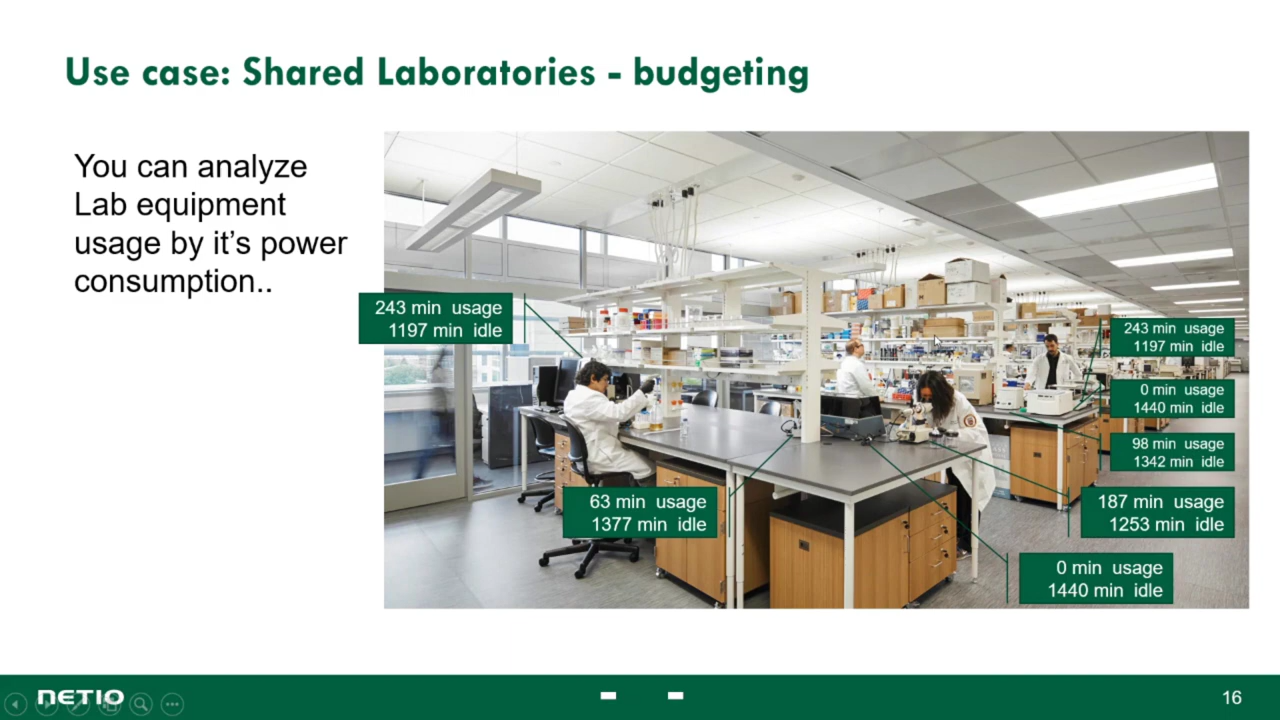 Use case: Shared Laboratories - budgeting
You can analyze
Lab equipment
usage by it's power
consumption..
243 min usage
1197 min idle
243 min usage
1197 min idle
0 min usage
1440 min idle
98 min usage
1342 min idle
63 min usage
1377 min idle
187 min usage
1253 min idle
0 min usage
1440 min idle
NETIO
16